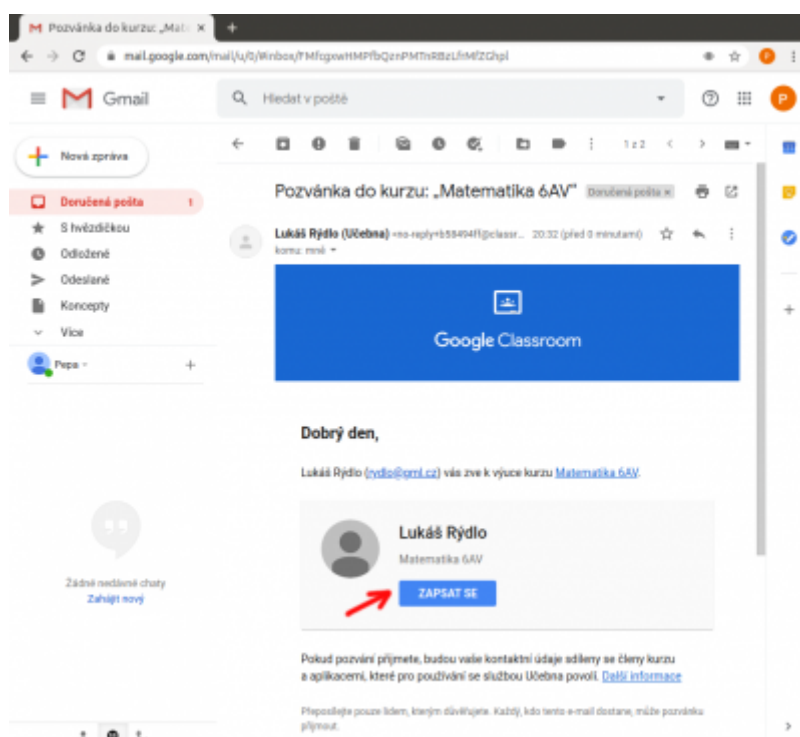 Pozvánka do kurzu: „Mate
mail.google.com/mail/u/0/
Gmail
Hledat v poště
P
Nová zpráva
1 z 2
Doručená pošta 1
S hvězdičkou
Odložené
Odeslané
Koncepty
Více
Pepa
Žádné nedávné chaty
Zahájit nový
Pozvánka do kurzu: „Matematika 6AV“ Doručená pošta x
Lukáš Rýdlo (Učebna) 20:32 (před 0 minutami)
komu: mně
Google Classroom
Dobrý den,
Lukáš Rýdlo (rydlo@gml.cz) vás zve k výuce kurzu Matematika 6AV.
Lukáš Rýdlo
Matematika 6AV
ZAPSAT SE
Pokud pozvání přijmete, budou vaše kontaktní údaje sdíleny se členy kurzu
a aplikacemi, které pro používání se službou Učebna povolí. Další informace
Přeposílejte pouze lidem, kterým důvěřujete. Každý, kdo tento e-mail dostane, může pozvánku
přijmout.